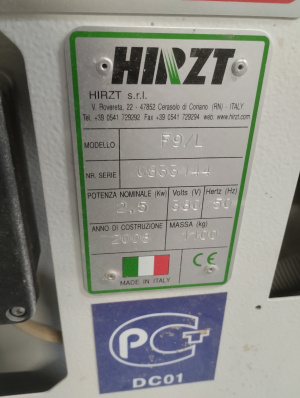 HIRZT
HIRZT s.r.l.
V. Rovereta, 22 - 47852 Cerasolo di Coriano (RN) - ITALY
Tel. +39 0541 729292 Fax +39 0541 729294 www.hirzt.com
MODELLO F9/L
NR. SERIE
POTENZA NOMINALE (Kw) Volts (V) Hertz (Hz)
2,5 380 50
ANNO DI COSTRUZIONE MASSA (kg)
2006 1100
MADE IN ITALY CE
PCT
DC01